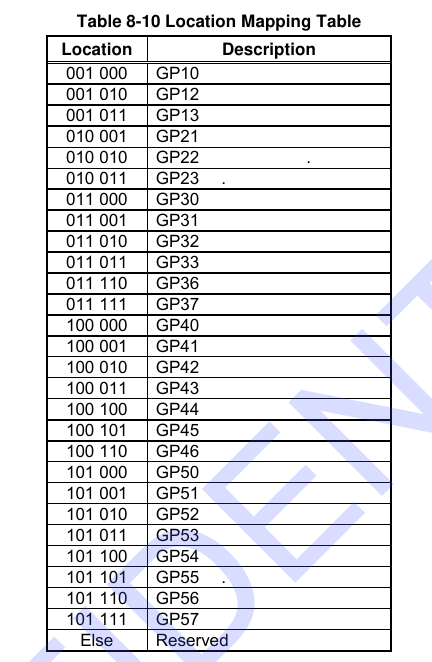 Table 8-10 Location Mapping Table
Location Description
001 000 GP10
001 010 GP12
001 011 GP13
010 001 GP21
010 010 GP22 .
010 011 GP23 .
011 000 GP30
011 001 GP31
011 010 GP32
011 011 GP33
011 110 GP36
011 111 GP37
100 000 GP40
100 001 GP41
100 010 GP42
100 011 GP43
100 100 GP44
100 101 GP45
100 110 GP46
101 000 GP50
101 001 GP51
101 010 GP52
101 011 GP53
101 100 GP54
101 101 GP55 .
101 110 GP56
101 111 GP57
Else Reserved